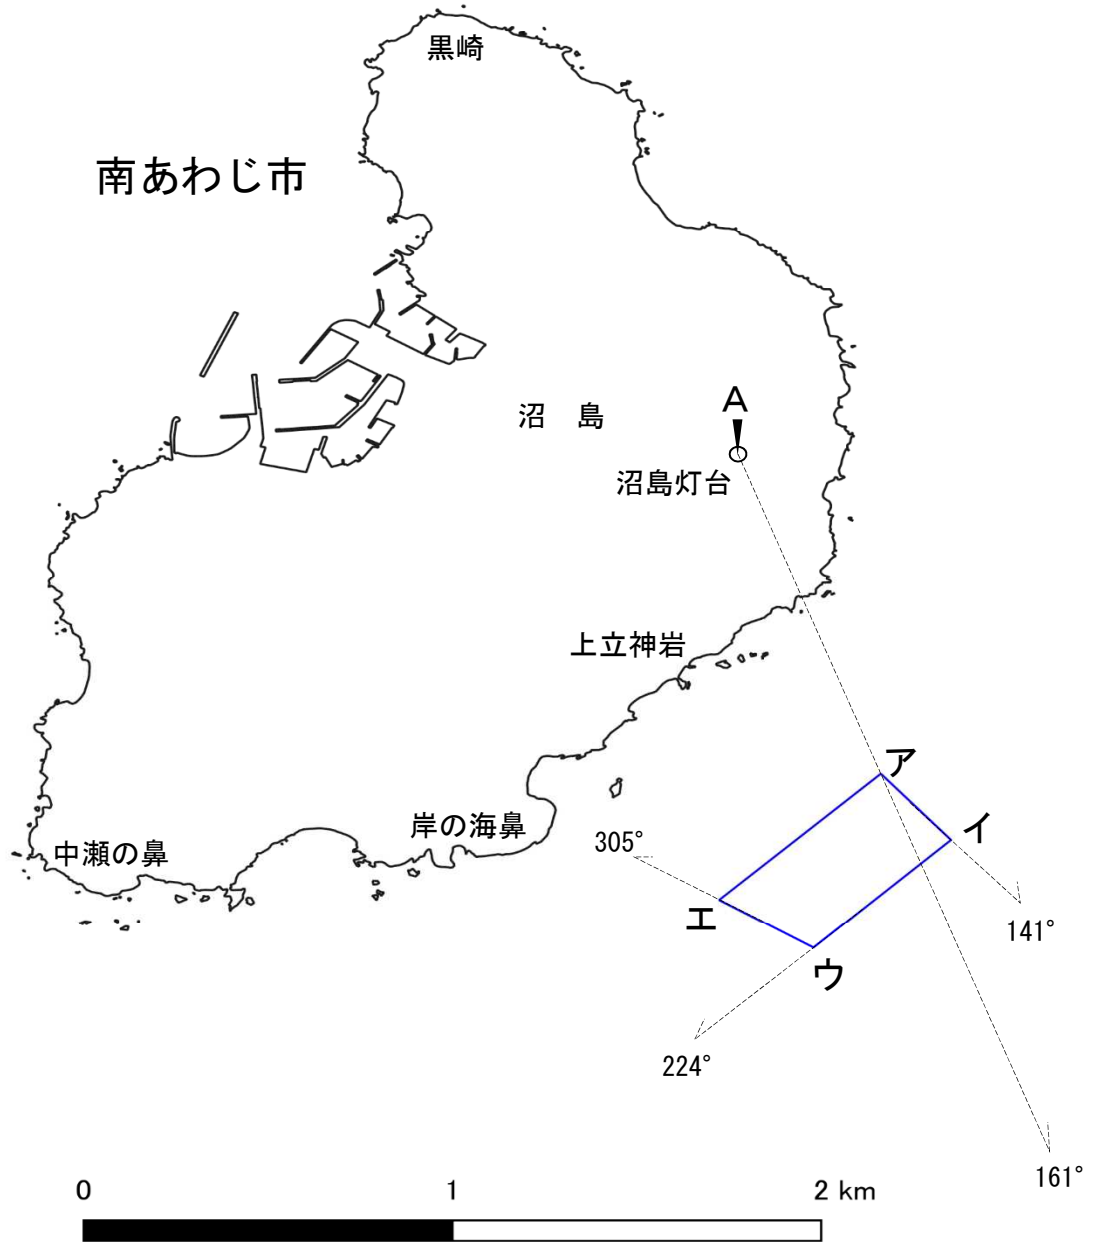 黒崎
南あわじ市
沼 島
A
沼島灯台
上立神岩
ア
岸の海鼻
イ
305°
中瀬の鼻
エ
141°
ウ
224°
161°
0 1 2 km